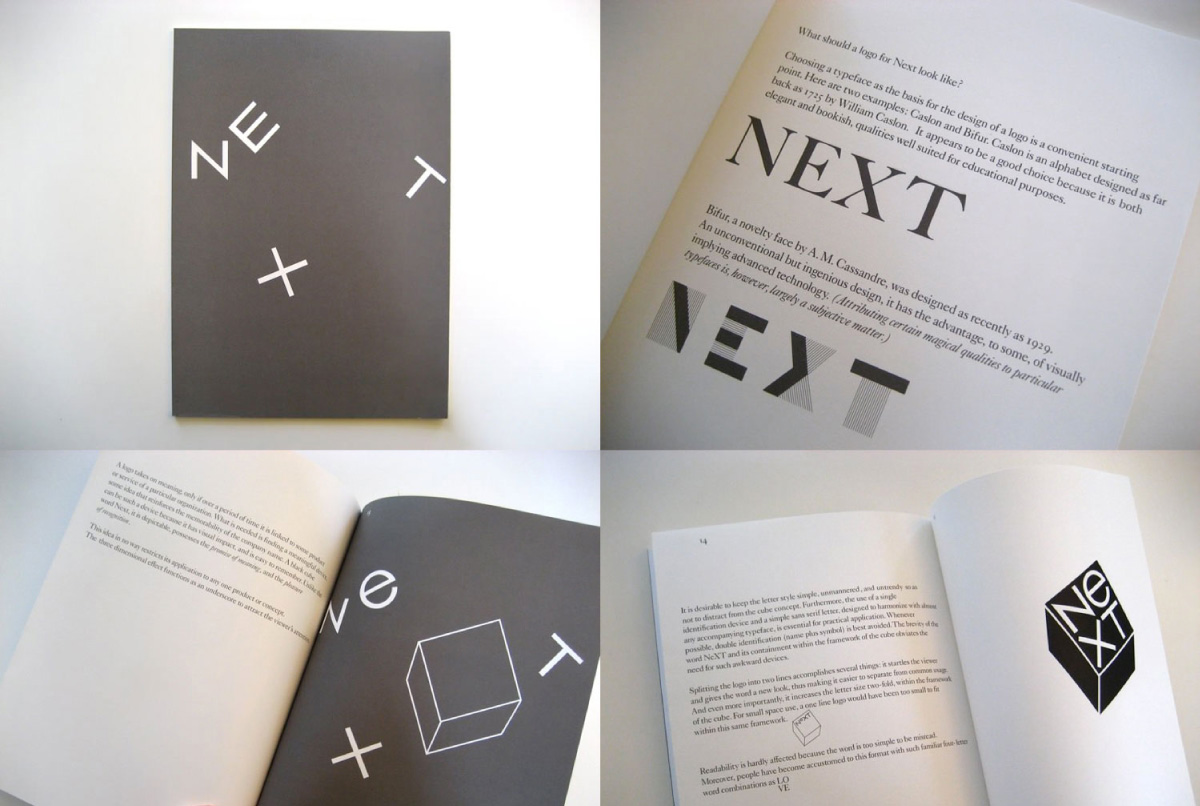 NE
T
X
What should a logo for Next look like?
Choosing a typeface as the basis for the design of a logo is a convenient starting
point. Here are two examples: Caslon and Bifur. Caslon is an alphabet designed as far
back as 1725 by William Caslon. It appears to be a good choice because it is both
elegant and bookish, qualities well suited for educational purposes.
NEXT
Bifur, a novelty face by A. M. Cassandre, was designed as recently as 1929.
An unconventional but ingenious design, it has the advantage, to some, of visually
implying advanced technology. (Attributing certain magical qualities to particular
typefaces is, however, largely a subjective matter.)
NEXT
A logo takes on meaning, only if over a period of time it is linked to some product
or service of a particular organization. What is needed is finding a meaningful device,
some idea that reinforces the memorability of the company name. A black cube
can be such a device because it has visual impact, and is easy to remember. Unlike the
word Next, it is depictable, possesses the promise of meaning, and the pleasure
of recognition.
This idea in no way restricts its application to any one product or concept.
The three dimensional effect functions as an underscore to attract the viewer's attention.
Ne
T
X
14
It is desirable to keep the letter style simple, unmannered, and untrendy so as
not to distract from the cube concept. Furthermore, the use of a single
identification device and a simple sans serif letter, designed to harmonize with almost
any accompanying typeface, is essential for practical application. Whenever
possible, double identification (name plus symbol) is best avoided. The brevity of the
word NeXT and its containment within the framework of the cube obviates the
need for such awkward devices.
Splitting the logo into two lines accomplishes several things: it startles the viewer
and gives the word a new look, thus making it easier to separate from common usage.
And even more importantly, it increases the letter size two-fold, within the framework
of the cube. For small space use, a one line logo would have been too small to fit
within this same framework.
NeXT
Readability is hardly affected because the word is too simple to be misread.
Moreover, people have become accustomed to this format with such familiar four-letter
word combinations as LO
VE
Ne
XT